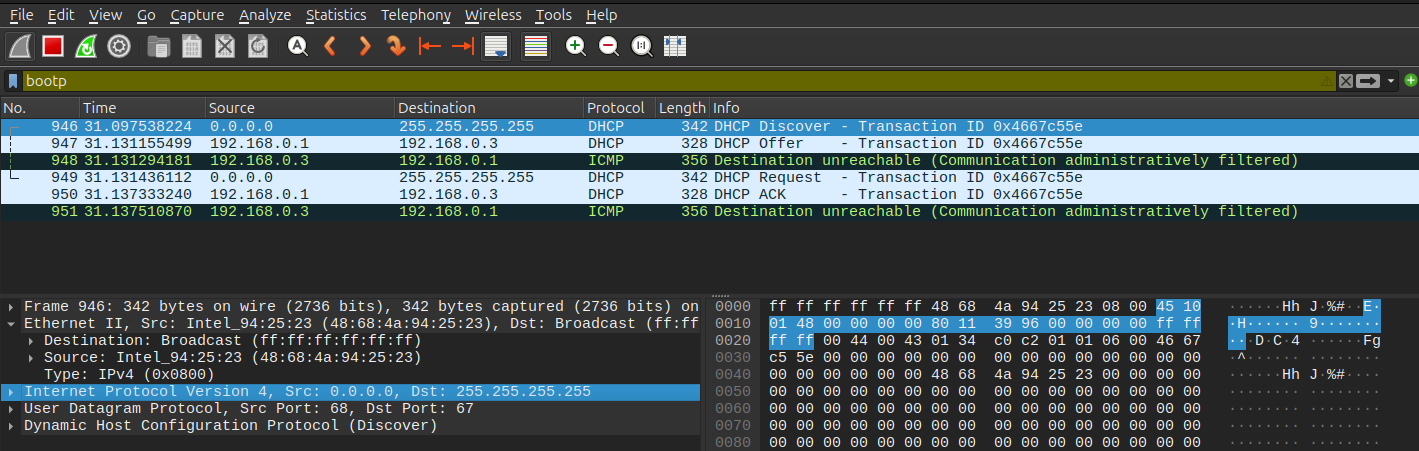 File Edit View Go Capture Analyze Statistics Telephony Wireless Tools Help
bootp
No. Time Source Destination Protocol Length Info
946 31.097538224 0.0.0.0 255.255.255.255 DHCP 342 DHCP Discover - Transaction ID 0x4667c55e
947 31.131155499 192.168.0.1 192.168.0.3 DHCP 328 DHCP Offer - Transaction ID 0x4667c55e
948 31.131294181 192.168.0.3 192.168.0.1 ICMP 356 Destination unreachable (Communication administratively filtered)
949 31.131436112 0.0.0.0 255.255.255.255 DHCP 342 DHCP Request - Transaction ID 0x4667c55e
950 31.137333240 192.168.0.1 192.168.0.3 DHCP 328 DHCP ACK - Transaction ID 0x4667c55e
951 31.137510870 192.168.0.3 192.168.0.1 ICMP 356 Destination unreachable (Communication administratively filtered)
Frame 946: 342 bytes on wire (2736 bits), 342 bytes captured (2736 bits) on
Ethernet II, Src: Intel_94:25:23 (48:68:4a:94:25:23), Dst: Broadcast (ff:ff
Destination: Broadcast (ff:ff:ff:ff:ff:ff)
Source: Intel_94:25:23 (48:68:4a:94:25:23)
Type: IPv4 (0x0800)
Internet Protocol Version 4, Src: 0.0.0.0, Dst: 255.255.255.255
User Datagram Protocol, Src Port: 68, Dst Port: 67
Dynamic Host Configuration Protocol (Discover)
0000 ff ff ff ff ff ff 48 68 4a 94 25 23 08 00 45 10 ······HhJ·%#··E·
0010 01 48 00 00 00 00 80 11 39 96 00 00 00 00 ff ff ·H······9·······
0020 ff ff 00 44 00 43 01 34 c0 c2 01 01 06 00 46 67 ···D·C·4······Fg
0030 c5 5e 00 00 00 00 00 00 00 00 00 00 00 00 00 00 ·^··············
0040 00 00 00 00 00 00 48 68 4a 94 25 23 00 00 00 00 ······HhJ·%#····
0050 00 00 00 00 00 00 00 00 00 00 00 00 00 00 00 00 ················
0060 00 00 00 00 00 00 00 00 00 00 00 00 00 00 00 00 ················
0070 00 00 00 00 00 00 00 00 00 00 00 00 00 00 00 00 ················
0080 00 00 00 00 00 00 00 00 00 00 00 00 00 00 00 00 ················